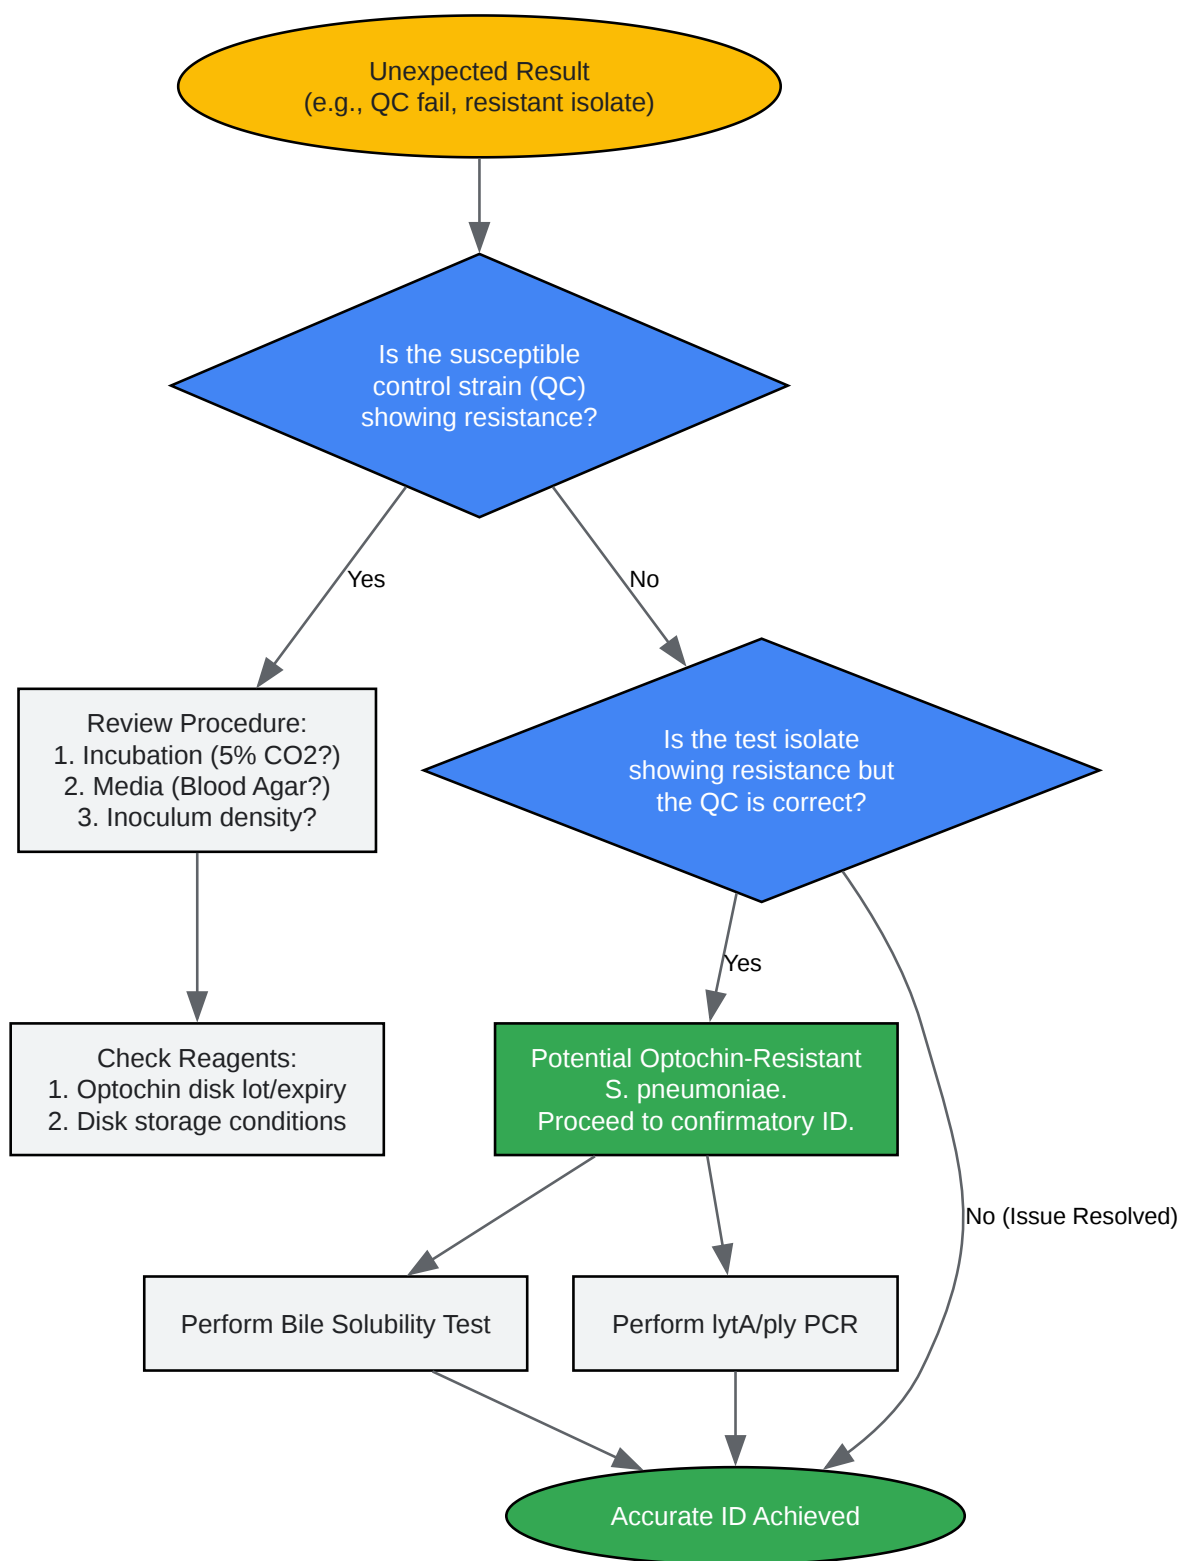 Unexpected Result
(e.g., QC fail, resistant isolate)
Is the susceptible
control strain (QC)
showing resistance?
Yes
No
Review Procedure:
1. Incubation (5% CO2?)
2. Media (Blood Agar?)
3. Inoculum density?
Is the test isolate
showing resistance but
the QC is correct?
Yes
Check Reagents:
1. Optochin disk lot/expiry
2. Disk storage conditions
Potential Optochin-Resistant
S. pneumoniae.
Proceed to confirmatory ID.
No (Issue Resolved)
Perform Bile Solubility Test
Perform lytA/ply PCR
Accurate ID Achieved